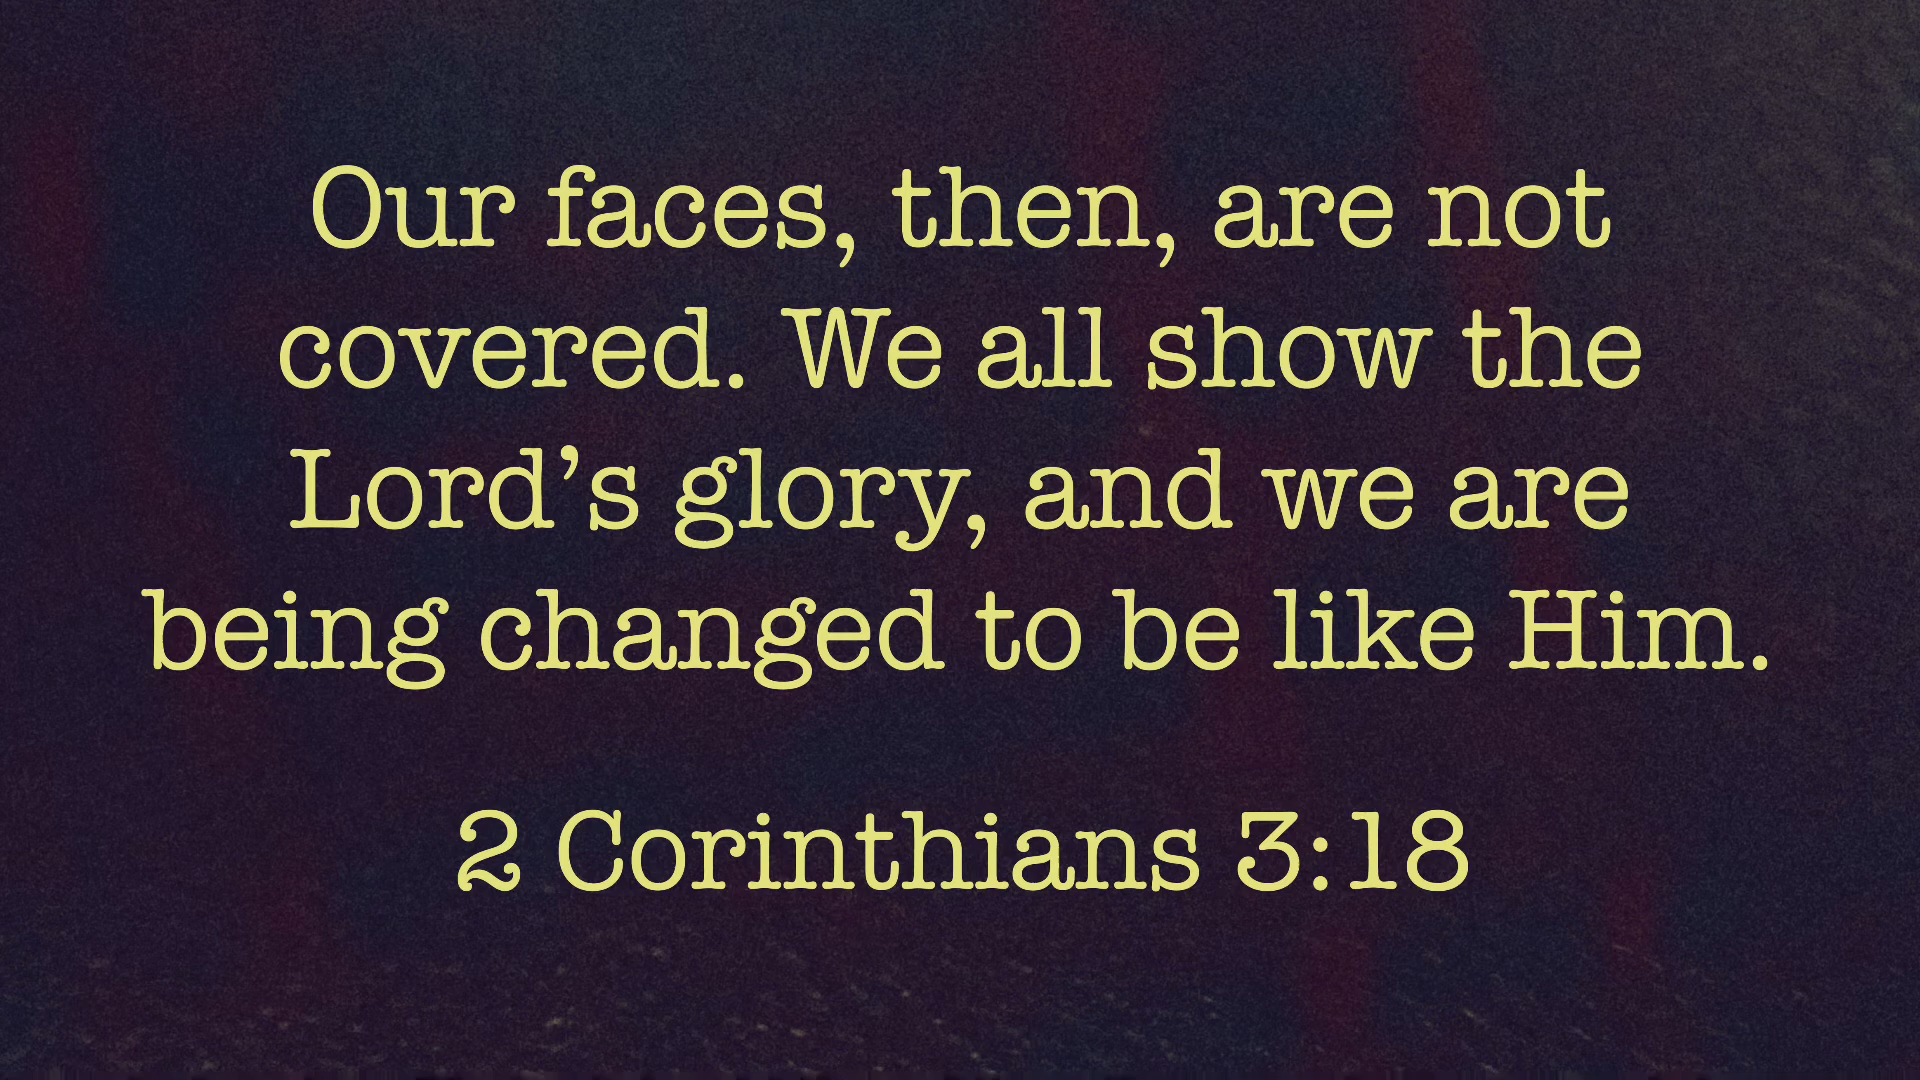 Our faces, then, are not
covered. We all show the
Lord’s glory, and we are
being changed to be like Him.
2 Corinthians 3:18